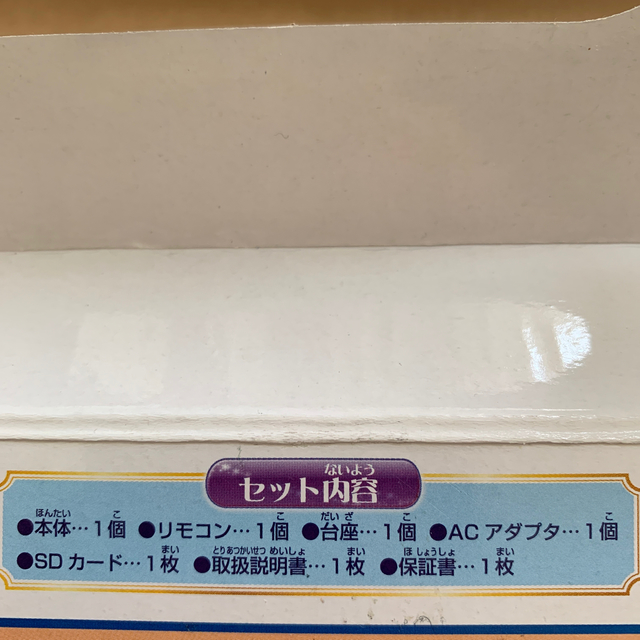 セット内容
●本体…1個 ●リモコン…1個 ●台座…1個 ●ACアダプタ…1個
●SDカード…1枚 ●取扱説明書…1枚 ●保証書…1枚